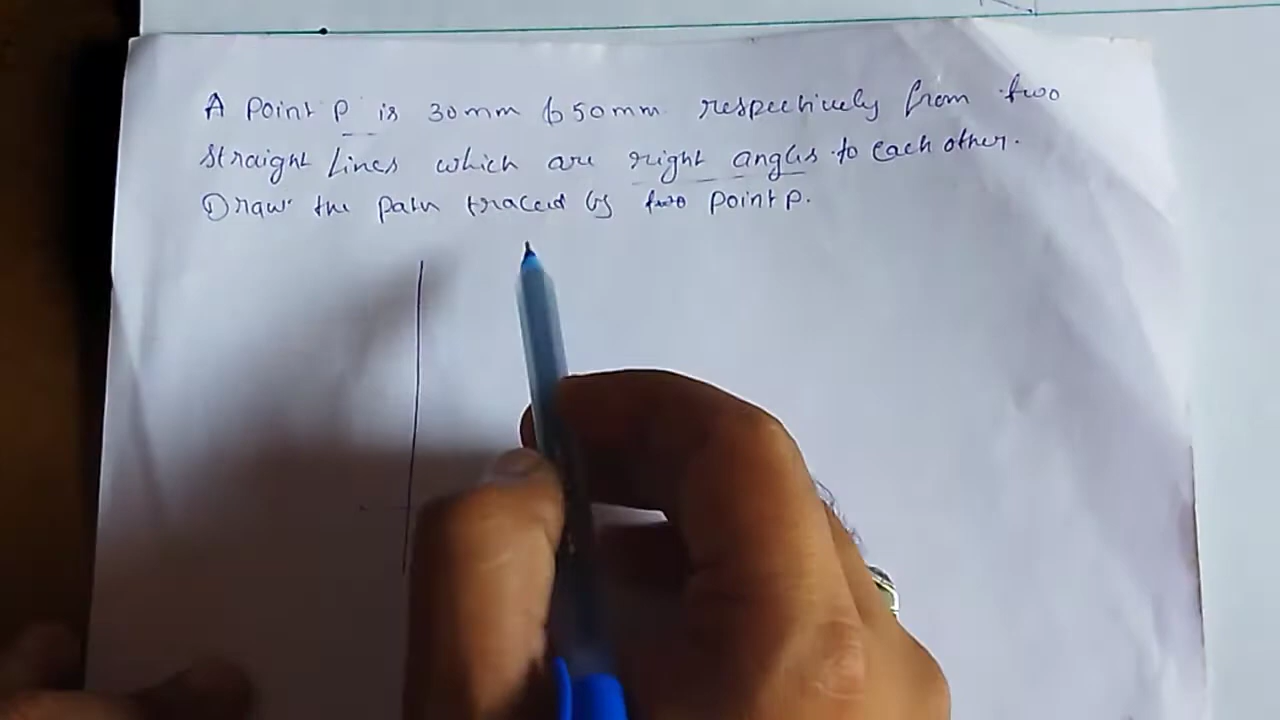 A Point P is 30mm & 50mm respectively from two
straight lines which are right angles to each other.
Draw the path traced by two point p.